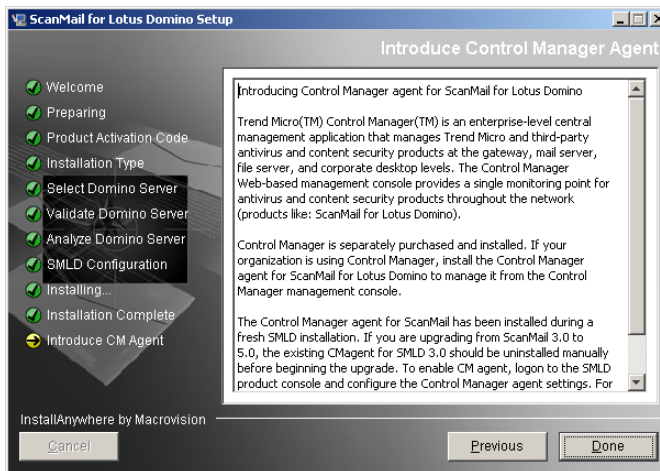 ScanMail for Lotus Domino Setup
Introduce Control Manager Agent
Welcome
Preparing
Product Activation Code
Installation Type
Select Domino Server
Validate Domino Server
Analyze Domino Server
SMLD Configuration
Installing...
Installation Complete
Introduce CM Agent
Introducing Control Manager agent for ScanMail for Lotus Domino
Trend Micro(TM) Control Manager(TM) is an enterprise-level central
management application that manages Trend Micro and third-party
antivirus and content security products at the gateway, mail server,
file server, and corporate desktop levels. The Control Manager
Web-based management console provides a single monitoring point for
antivirus and content security products throughout the network
(products like: ScanMail for Lotus Domino).
Control Manager is separately purchased and installed. If your
organization is using Control Manager, install the Control Manager
agent for ScanMail for Lotus Domino to manage it from the Control
Manager management console.
The Control Manager agent for ScanMail has been installed during a
fresh SMLD installation. If you are upgrading from ScanMail 3.0 to
5.0, the existing CMagent for SMLD 3.0 should be uninstalled manually
before beginning the upgrade. To enable CM agent, logon to the SMLD
product console and configure the Control Manager agent settings. For
InstallAnywhere by Macrovision
Cancel
Previous
Done